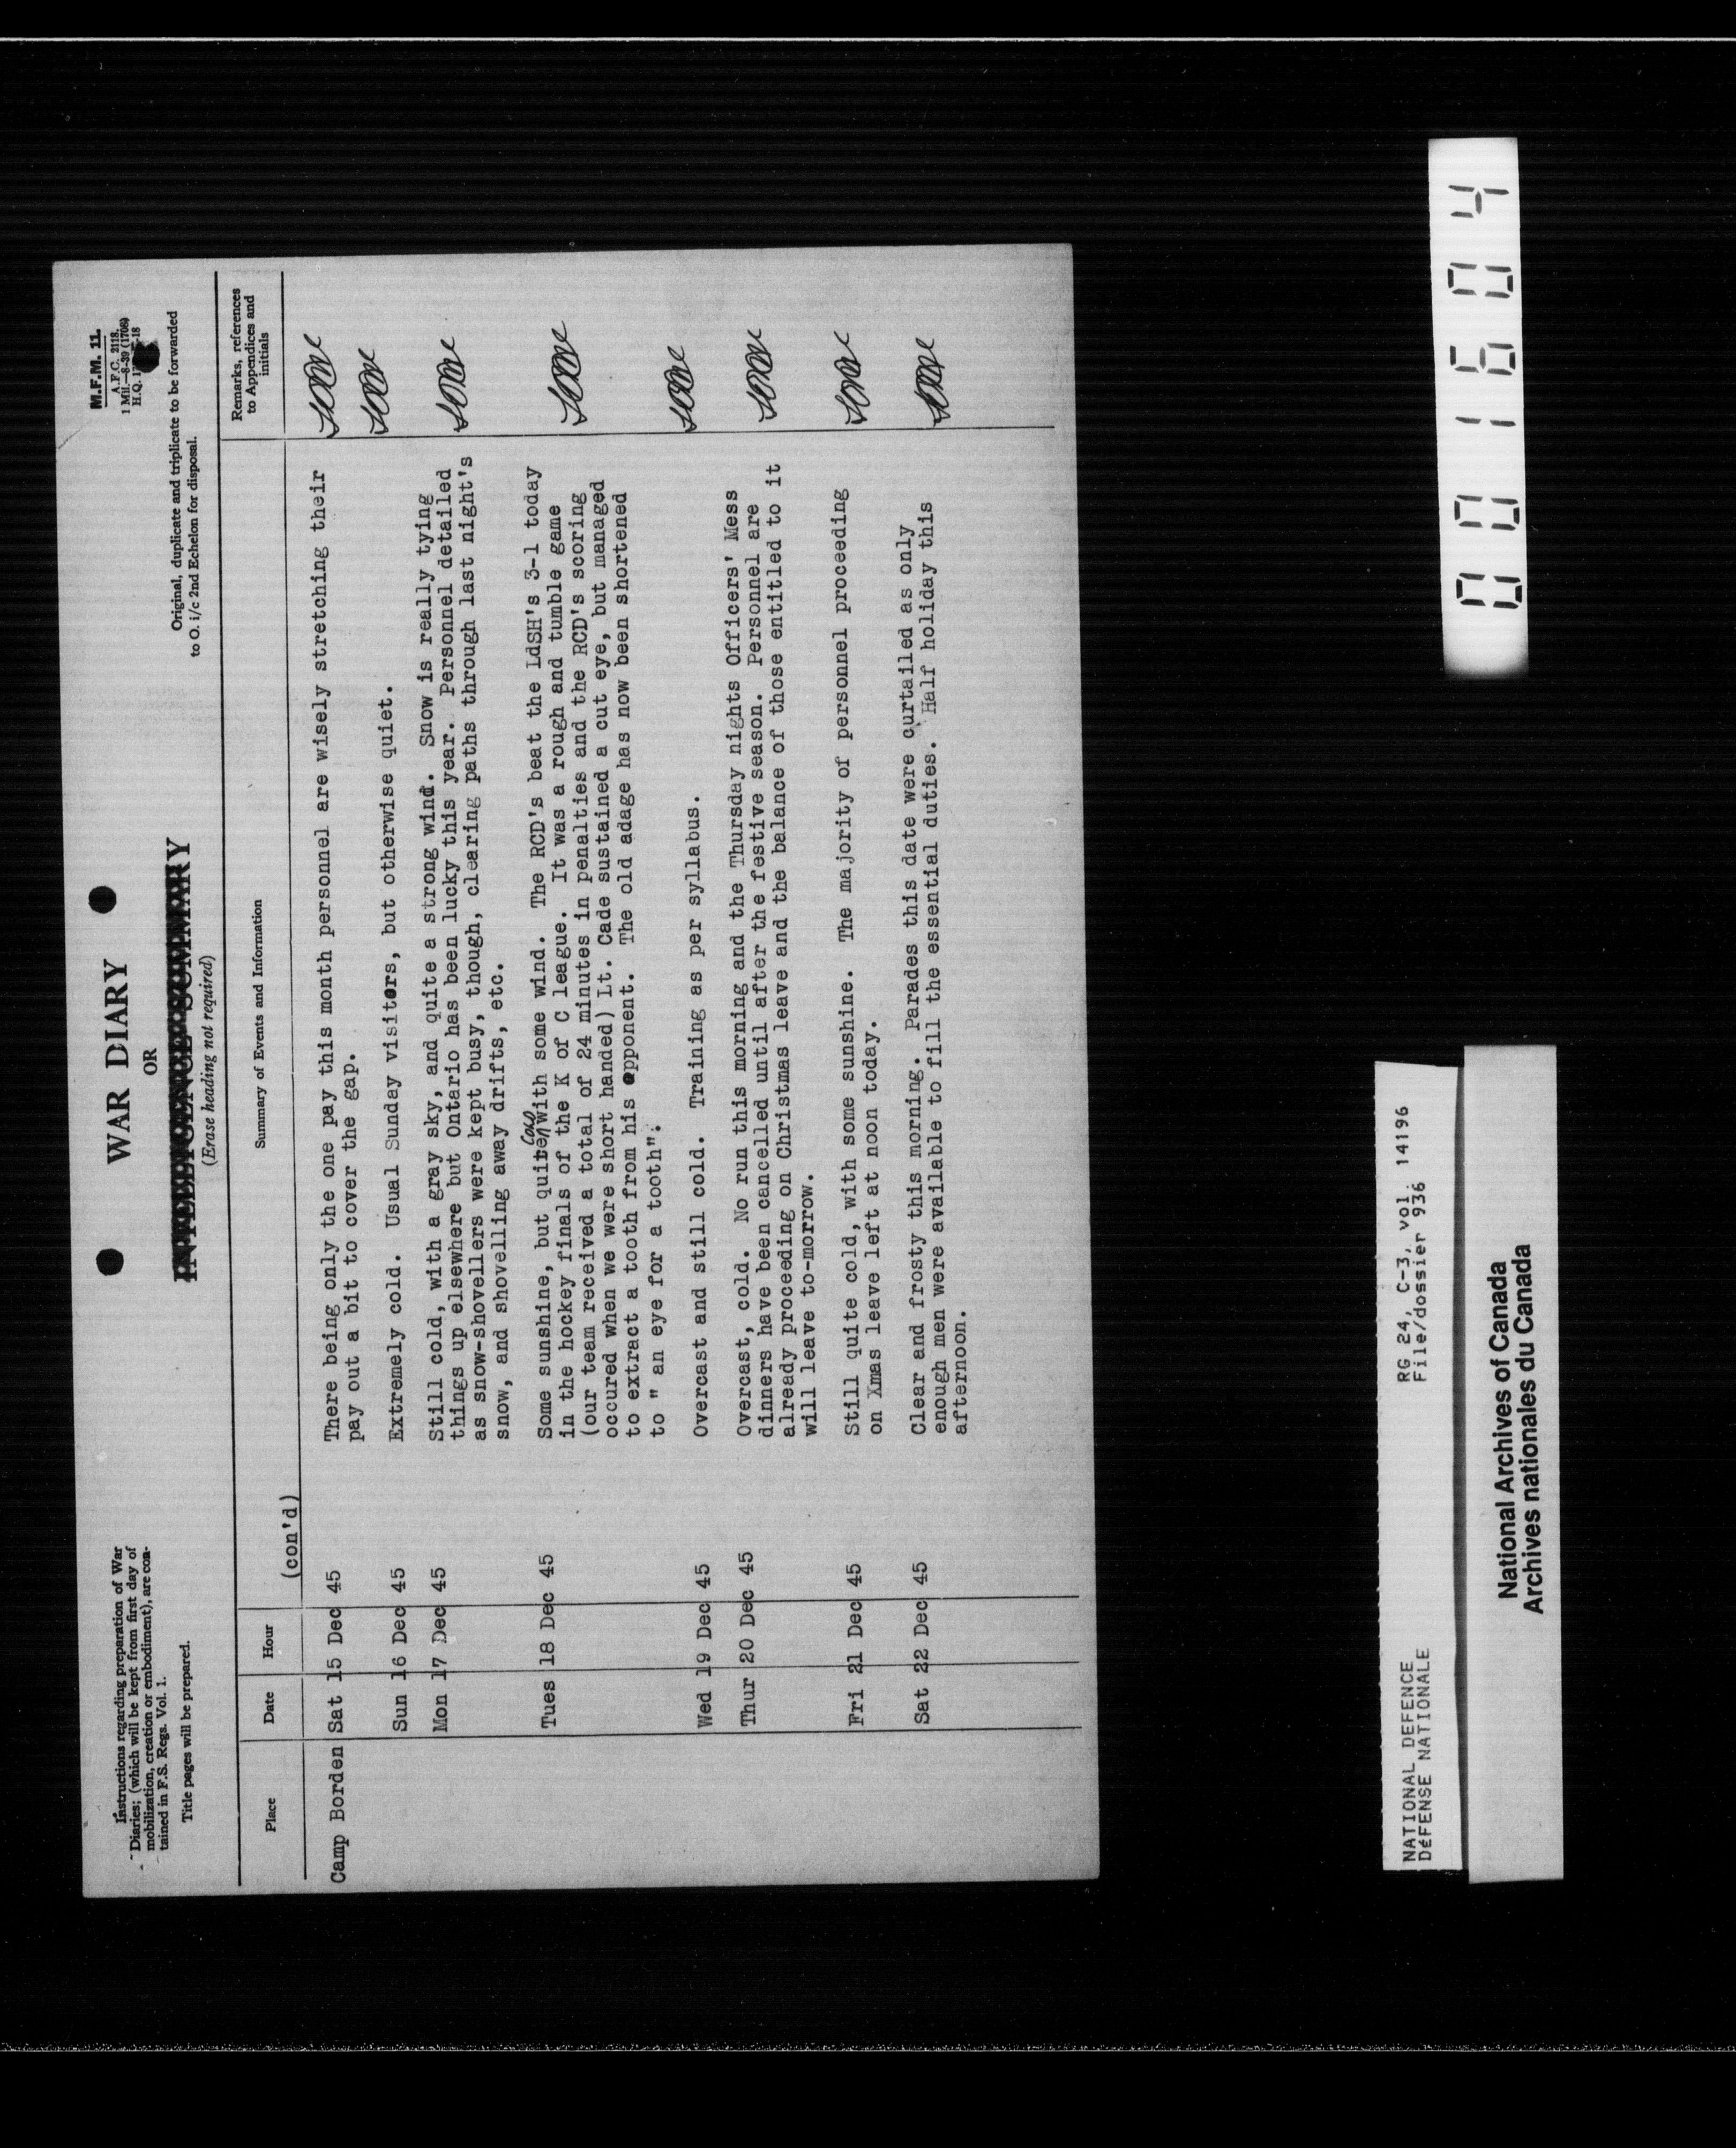 Instructions regarding preparation of War
Diaries; (which will be kept from first day of
mobilization, creation or embodiment), are con-
tained in F.S. Regs. Vol. 1.
Title pages will be prepared.
WAR DIARY
OR
INTELLIGENCE SUMMARY
(Erase heading not required)
M.F.M. 11.
A.F.C. 2118.
1 Mil.—8-39 (1708)
H.Q.
Original, duplicate and triplicate to be forwarded
to O. i/c 2nd Echelon for disposal.
Place Date Hour Summary of Events and Information Remarks, references
to Appendices and
initials
(con'd)
Camp Borden Sat 15 Dec 45 There being only the one pay this month personnel are wisely stretching their
pay out a bit to cover the gap.
Sun 16 Dec 45 Extremely cold. Usual Sunday visitors, but otherwise quiet.
Mon 17 Dec 45 Still cold, with a gray sky, and quite a strong wind. Snow is really tying
things up elsewhere but Ontario has been lucky this year. Personnel detailed
as snow-shovellers were kept busy, though, clearing paths through last night's
snow, and shovelling away drifts, etc.
Tues 18 Dec 45 Some sunshine, but quite cold with some wind. The RCD's beat the LdSH's 3-1 today
in the hockey finals of the K of C league. It was a rough and tumble game
(our team received a total of 24 minutes in penalties and the RCD's scoring
occured when we were short handed) Lt. Cade sustained a cut eye, but managed
to extract a tooth from his opponent. The old adage has now been shortened
to " an eye for a tooth".
Wed 19 Dec 45 Overcast and still cold. Training as per syllabus.
Thur 20 Dec 45 Overcast, cold. No run this morning and the Thursday nights Officers' Mess
dinners have been cancelled until after the festive season. Personnel are
already proceeding on Christmas leave and the balance of those entitled to it
will leave to-morrow.
Fri 21 Dec 45 Still quite cold, with some sunshine. The majority of personnel proceeding
on Xmas leave left at noon today.
Sat 22 Dec 45 Clear and frosty this morning. Parades this date were curtailed as only
enough men were available to fill the essential duties. Half holiday this
afternoon.
NATIONAL DEFENCE RG 24, C-3, vol. 14196
DéFENSE NATIONALE File/dossier 936
National Archives of Canada
Archives nationales du Canada
001604